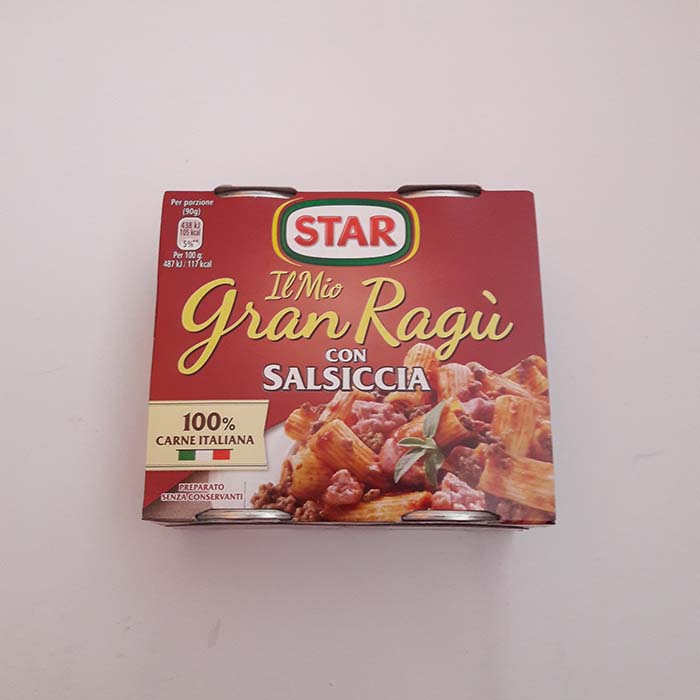 Per porzione
(90g)
438 kJ
105 kcal
5%**
Per 100 g:
487 kJ / 117 kcal
STAR
Il Mio
Gran Ragù
CON
SALSICCIA
100%
CARNE ITALIANA
PREPARATO
SENZA CONSERVANTI